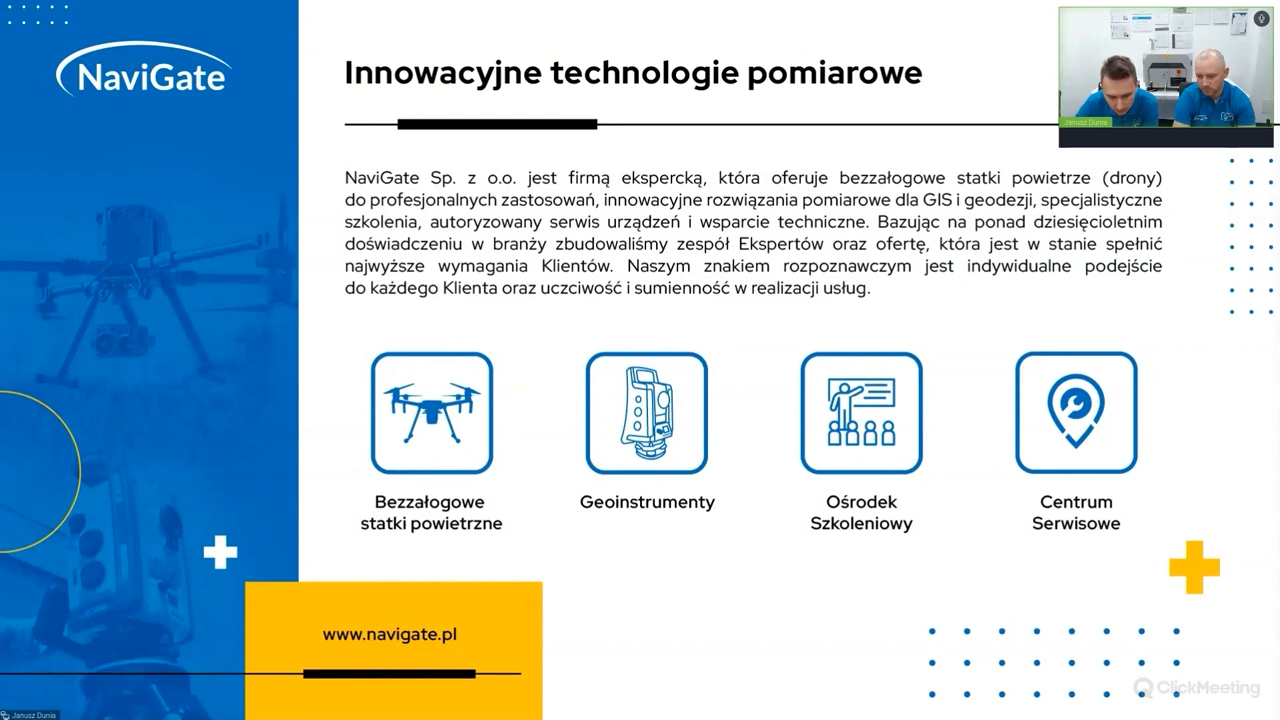 NaviGate
Innowacyjne technologie pomiarowe
Janusz Dunia
NaviGate Sp. z o.o. jest firmą ekspercką, która oferuje bezzałogowe statki powietrze (drony)
do profesjonalnych zastosowań, innowacyjne rozwiązania pomiarowe dla GIS i geodezji, specjalistyczne
szkolenia, autoryzowany serwis urządzeń i wsparcie techniczne. Bazując na ponad dziesięcioletnim
doświadczeniu w branży zbudowaliśmy zespół Ekspertów oraz ofertę, która jest w stanie spełnić
najwyższe wymagania Klientów. Naszym znakiem rozpoznawczym jest indywidualne podejście
do każdego Klienta oraz uczciwość i sumienność w realizacji usług.
Bezzałogowe
statki powietrzne
Geoinstrumenty
Ośrodek
Szkoleniowy
Centrum
Serwisowe
www.navigate.pl
ClickMeeting
Janusz Dunia